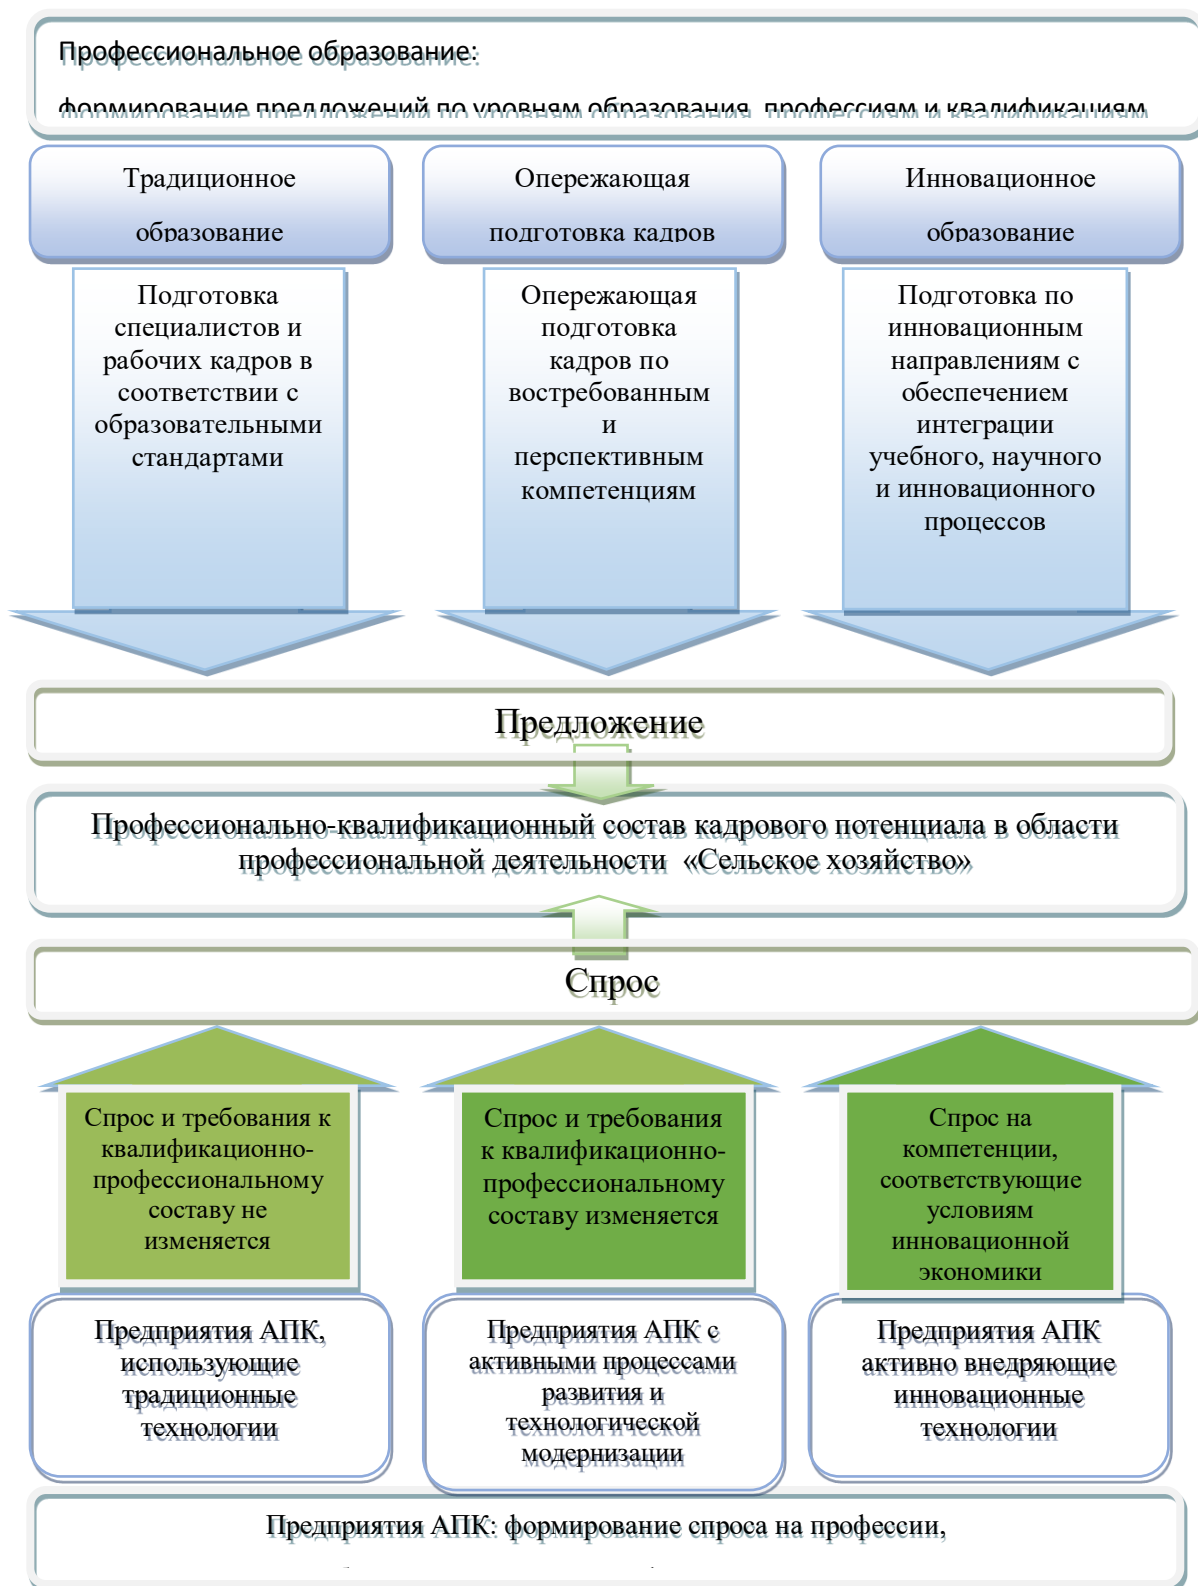 Профессиональное образование:
формирование предложений по уровням образования, профессиям и квалификациям
Традиционное
образование
Опережающая
подготовка кадров
Инновационное
образование
Подготовка
специалистов и
рабочих кадров в
соответствии с
образовательными
стандартами
Опережающая
подготовка
кадров по
востребованным
и
перспективным
компетенциям
Подготовка по
инновационным
направлениям с
обеспечением
интеграции
учебного, научного
и инновационного
процессов
Предложение
Профессионально-квалификационный состав кадрового потенциала в области
профессиональной деятельности «Сельское хозяйство»
Спрос
Спрос и требования к
квалификационно-
профессиональному
составу не
изменяется
Спрос и требования
к квалификационно-
профессиональному
составу изменяется
Спрос на
компетенции,
соответствующие
условиям
инновационной
экономики
Предприятия АПК,
использующие
традиционные
технологии
Предприятия АПК с
активными процессами
развития и
технологической
модернизации
Предприятия АПК
активно внедряющие
инновационные
технологии
Предприятия АПК: формирование спроса на профессии,